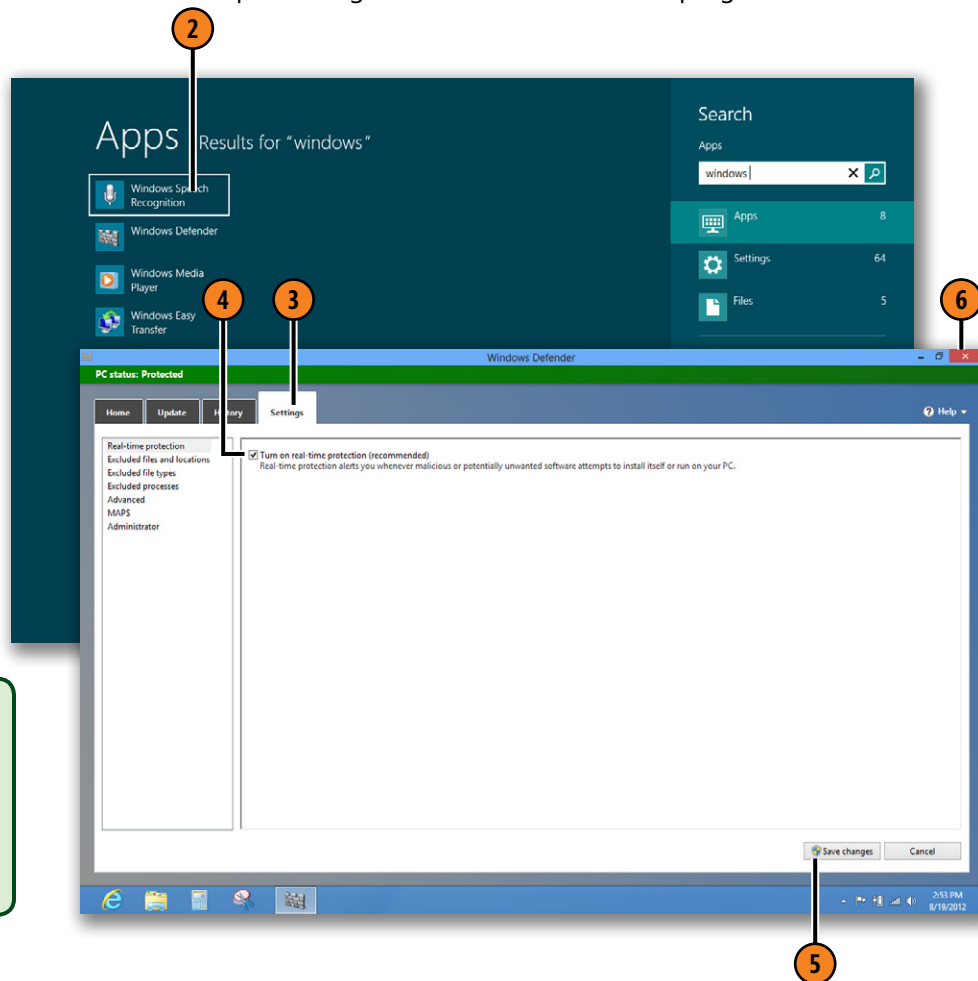 2
Apps Results for "windows"
Windows Speech
Recognition
Windows Defender
Windows Media
Player
Windows Easy
Transfer
Search
Apps
windows
Apps 8
Settings 64
Files 5
4
3
6
Windows Defender
PC status: Protected
Home Update History Settings Help
Real-time protection
Excluded files and locations
Excluded file types
Excluded processes
Advanced
MAPS
Administrator
Turn on real-time protection (recommended)
Real-time protection alerts you whenever malicious or potentially unwanted software attempts to install itself or run on your PC.
Save changes Cancel
2:53 PM
8/19/2012
5